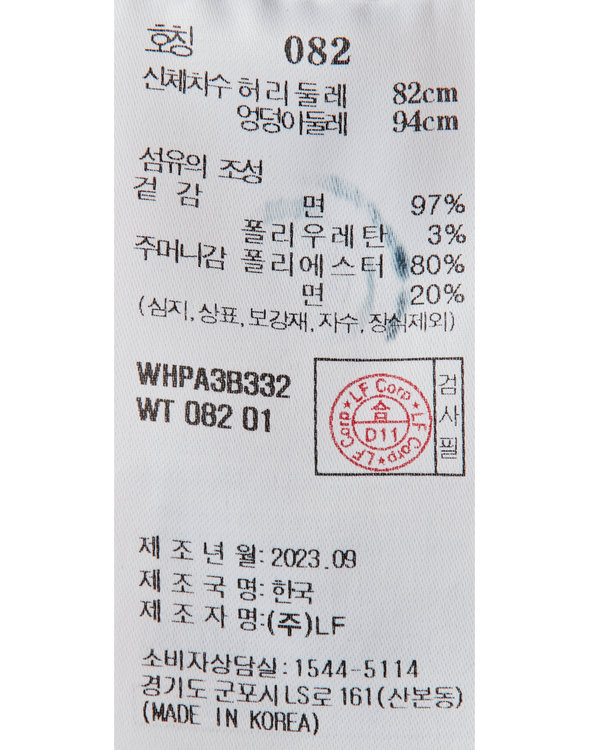 호칭 082
신체치수 허리둘레 82cm
엉덩이둘레 94cm
섬유의 조성
겉감 면 97%
폴리우레탄 3%
주머니감 폴리에스터 80%
면 20%
(심지, 상표, 보강재, 자수, 장식제외)
WHPA3B332
WT 082 01
LF Corp ★ LF Corp ★ LF Corp ★
合
D11
검사필
제조년월: 2023.09
제조국명: 한국
제조자명: (주)LF
소비자상담실: 1544-5114
경기도 군포시 LS로 161(산본동)
(MADE IN KOREA)